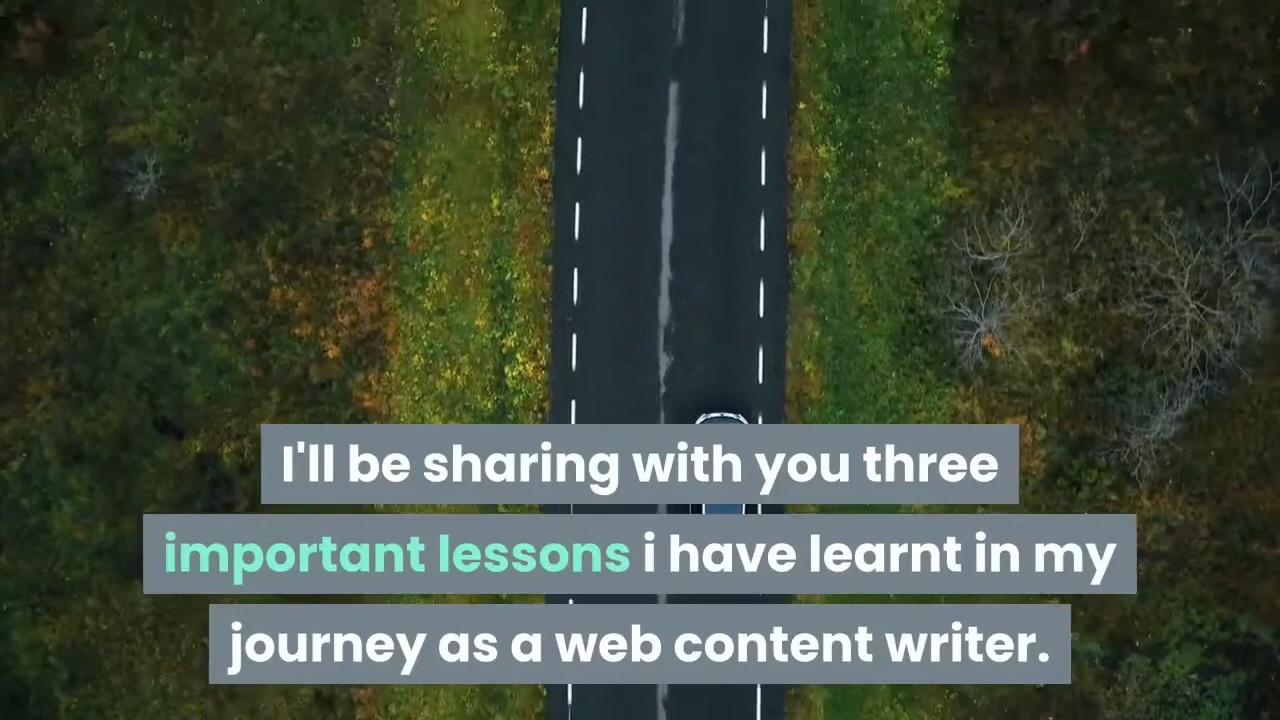 I'll be sharing with you three
important lessons i have learnt in my
journey as a web content writer.